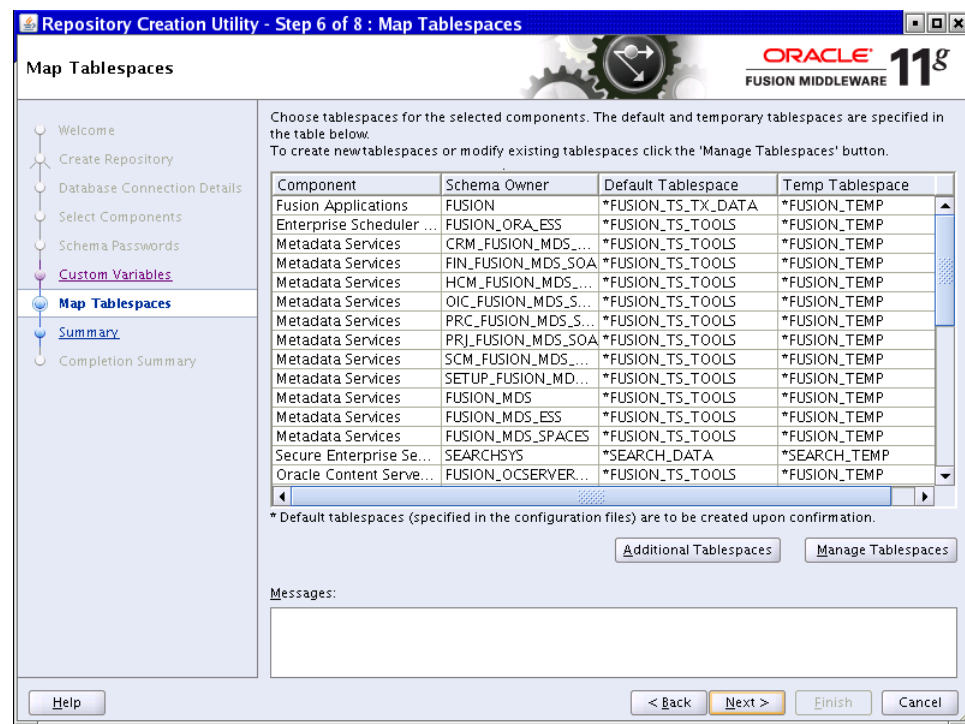 Repository Creation Utility - Step 6 of 8 : Map Tablespaces
Map Tablespaces
ORACLE
FUSION MIDDLEWARE
11g
Welcome
Create Repository
Database Connection Details
Select Components
Schema Passwords
Custom Variables
Map Tablespaces
Summary
Completion Summary
Choose tablespaces for the selected components. The default and temporary tablespaces are specified in
the table below.
To create new tablespaces or modify existing tablespaces click the 'Manage Tablespaces' button.
Component Schema Owner Default Tablespace Temp Tablespace
Fusion Applications FUSION *FUSION_TS_TX_DATA *FUSION_TEMP
Enterprise Scheduler ... FUSION_ORA_ESS *FUSION_TS_TOOLS *FUSION_TEMP
Metadata Services CRM_FUSION_MDS_... *FUSION_TS_TOOLS *FUSION_TEMP
Metadata Services FIN_FUSION_MDS_SOA *FUSION_TS_TOOLS *FUSION_TEMP
Metadata Services HCM_FUSION_MDS_... *FUSION_TS_TOOLS *FUSION_TEMP
Metadata Services OIC_FUSION_MDS_S... *FUSION_TS_TOOLS *FUSION_TEMP
Metadata Services PRC_FUSION_MDS_S... *FUSION_TS_TOOLS *FUSION_TEMP
Metadata Services PRJ_FUSION_MDS_SOA *FUSION_TS_TOOLS *FUSION_TEMP
Metadata Services SCM_FUSION_MDS_... *FUSION_TS_TOOLS *FUSION_TEMP
Metadata Services SETUP_FUSION_MD... *FUSION_TS_TOOLS *FUSION_TEMP
Metadata Services FUSION_MDS *FUSION_TS_TOOLS *FUSION_TEMP
Metadata Services FUSION_MDS_ESS *FUSION_TS_TOOLS *FUSION_TEMP
Metadata Services FUSION_MDS_SPACES *FUSION_TS_TOOLS *FUSION_TEMP
Secure Enterprise Se... SEARCHSYS *SEARCH_DATA *SEARCH_TEMP
Oracle Content Serve... FUSION_OCSERVER... *FUSION_TS_TOOLS *FUSION_TEMP
* Default tablespaces (specified in the configuration files) are to be created upon confirmation.
Additional Tablespaces Manage Tablespaces
Messages:
Help < Back Next > Finish Cancel